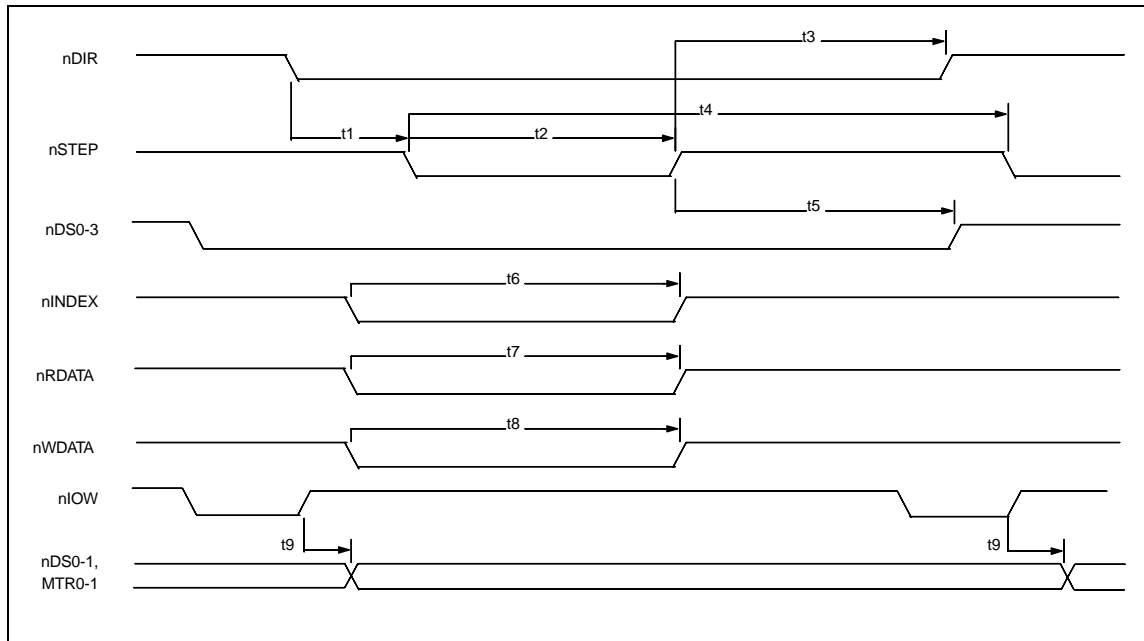 t3
nDIR
t4
t1
t2
nSTEP
t5
nDS0-3
t6
nINDEX
t7
nRDATA
t8
nWDATA
nIOW
t9
t9
nDS0-1,
MTR0-1